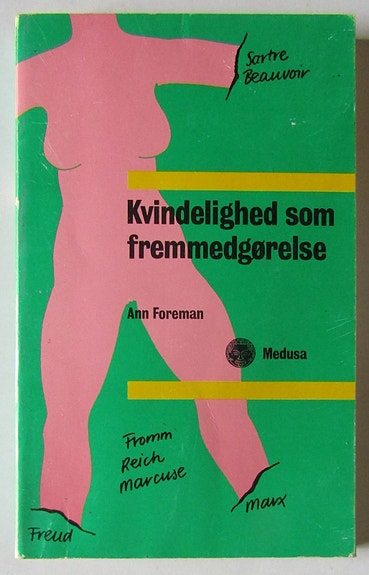 Sartre
Beauvoir
Kvindelighed som
fremmedgørelse
Ann Foreman
Medusa
Fromm
Reich
Marcuse
Freud
Marx